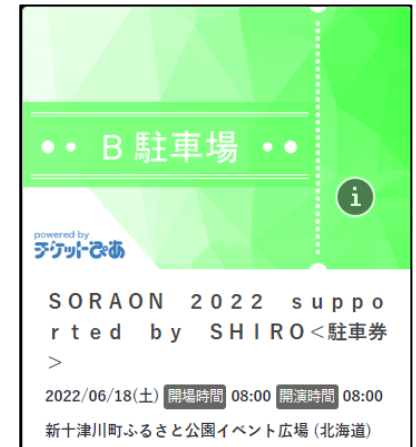 •• B 駐車場 ••
i
powered by
チケットぴあ
ＳＯＲＡＯＮ　２０２２　ｓｕｐｐｏ
ｒｔｅｄ　ｂｙ　ＳＨＩＲＯ＜駐車券
＞
2022/06/18(土) 開場時間 08:00 開演時間 08:00
新十津川町ふるさと公園イベント広場 (北海道)